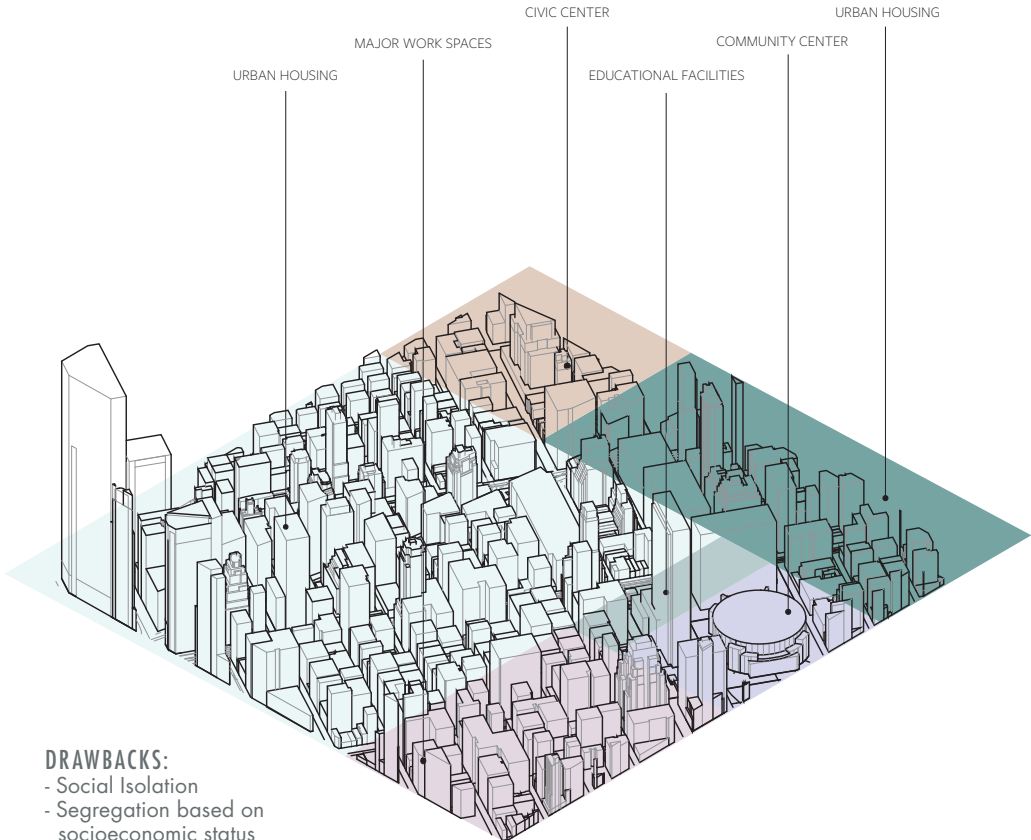 CIVIC CENTER
URBAN HOUSING
MAJOR WORK SPACES
COMMUNITY CENTER
URBAN HOUSING
EDUCATIONAL FACILITIES
DRAWBACKS:
- Social Isolation
- Segregation based on
socioeconomic status